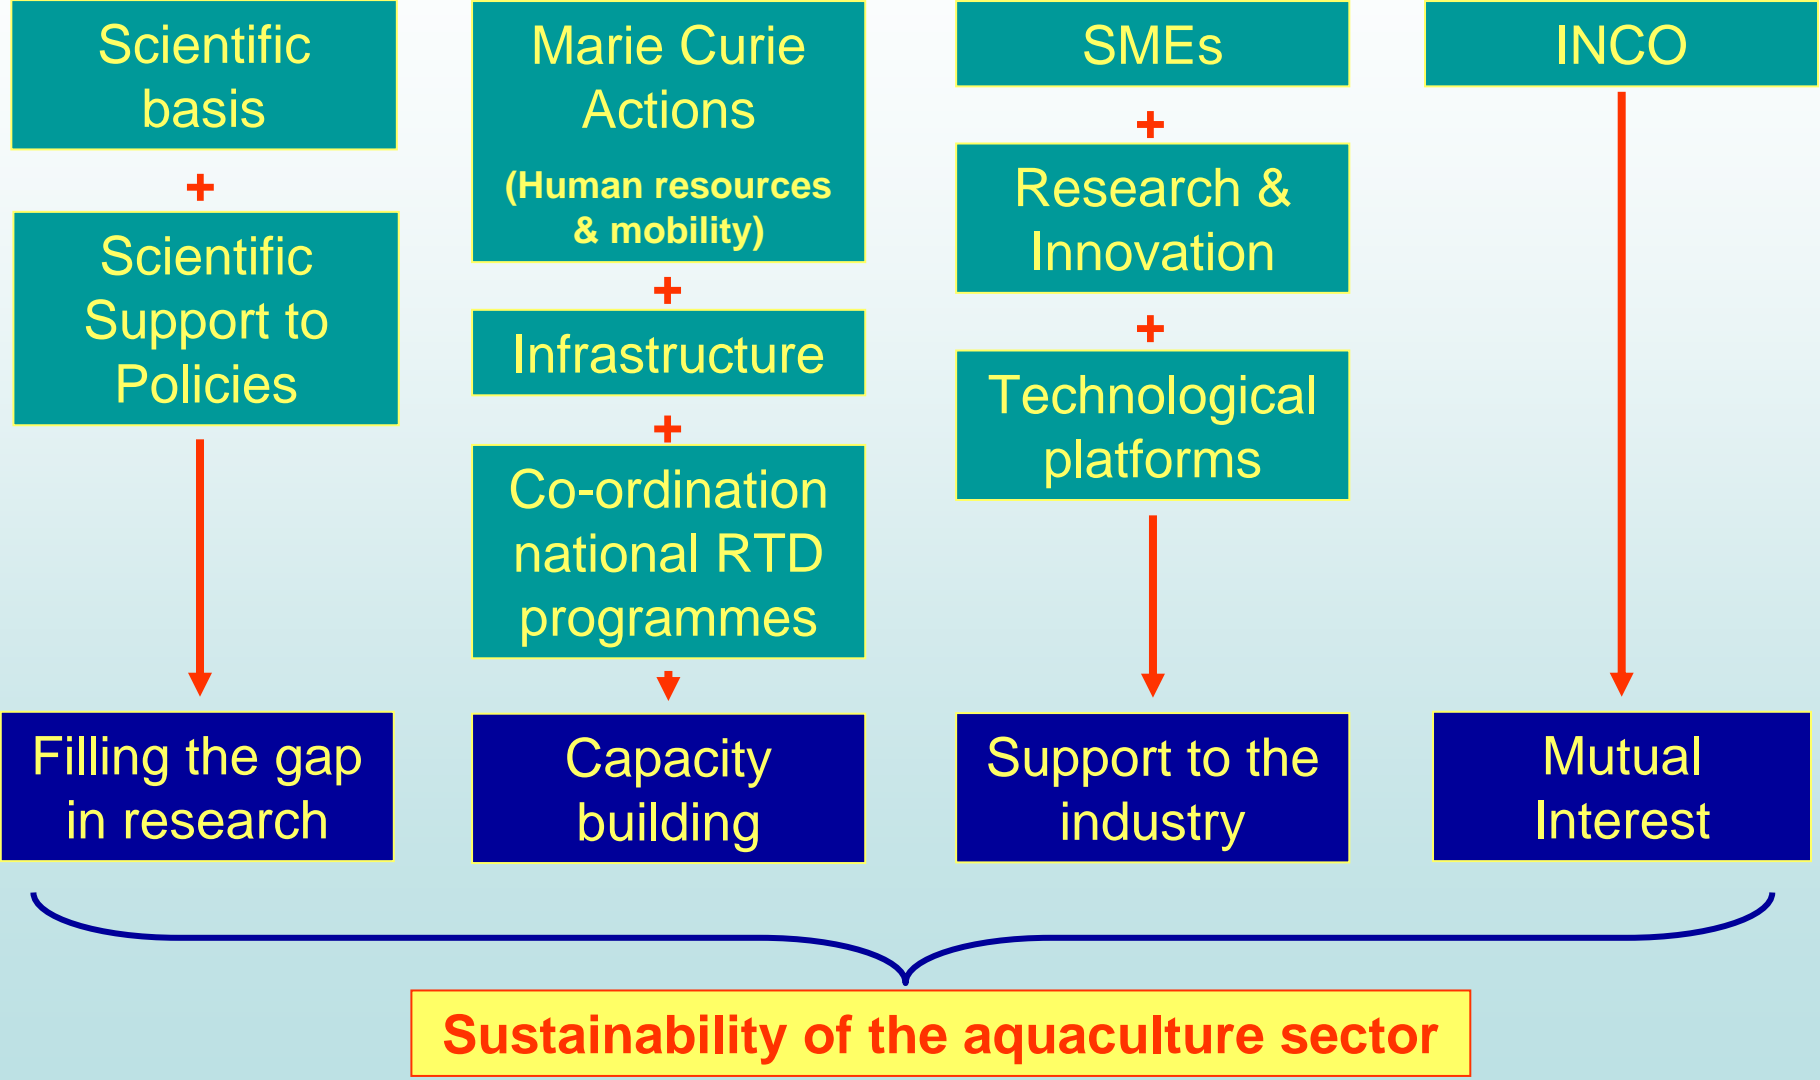 Scientific
basis
+
Scientific
Support to
Policies
Filling the gap
in research
Marie Curie
Actions
(Human resources
& mobility)
+
Infrastructure
+
Co-ordination
national RTD
programmes
Capacity
building
SMEs
+
Research &
Innovation
+
Technological
platforms
Support to the
industry
INCO
Mutual
Interest
Sustainability of the aquaculture sector